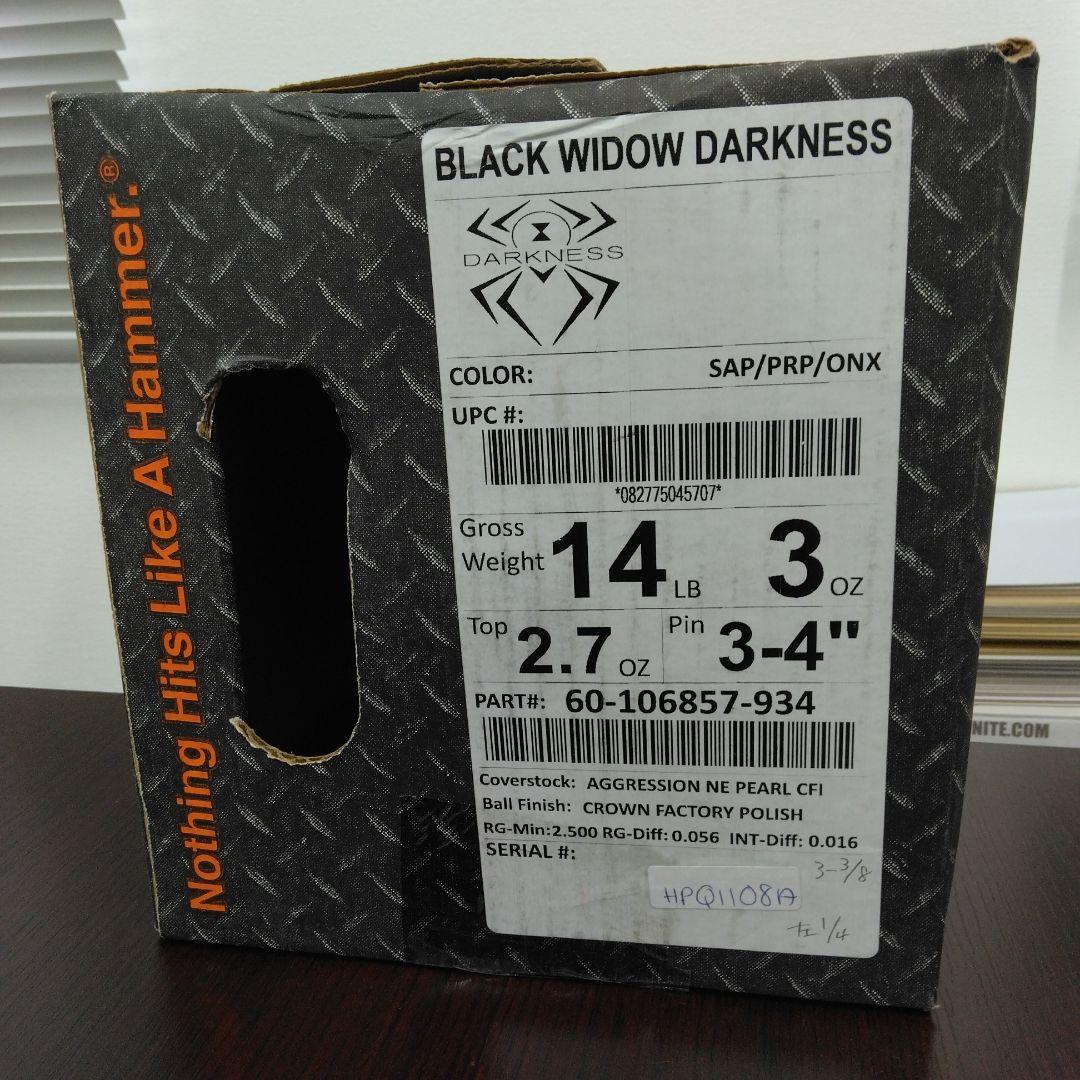 Nothing Hits Like A Hammer.®
BLACK WIDOW DARKNESS
DARKNESS
COLOR: SAP/PRP/ONX
UPC #:
*082775045707*
Gross Weight 14 LB 3 OZ
Top 2.7 OZ Pin 3-4"
PART#: 60-106857-934
Coverstock: AGGRESSION NE PEARL CFI
Ball Finish: CROWN FACTORY POLISH
RG-Min:2.500 RG-Diff: 0.056 INT-Diff: 0.016
SERIAL #:
3-3/8
HPQ1108A
左 1/4
NITE.COM